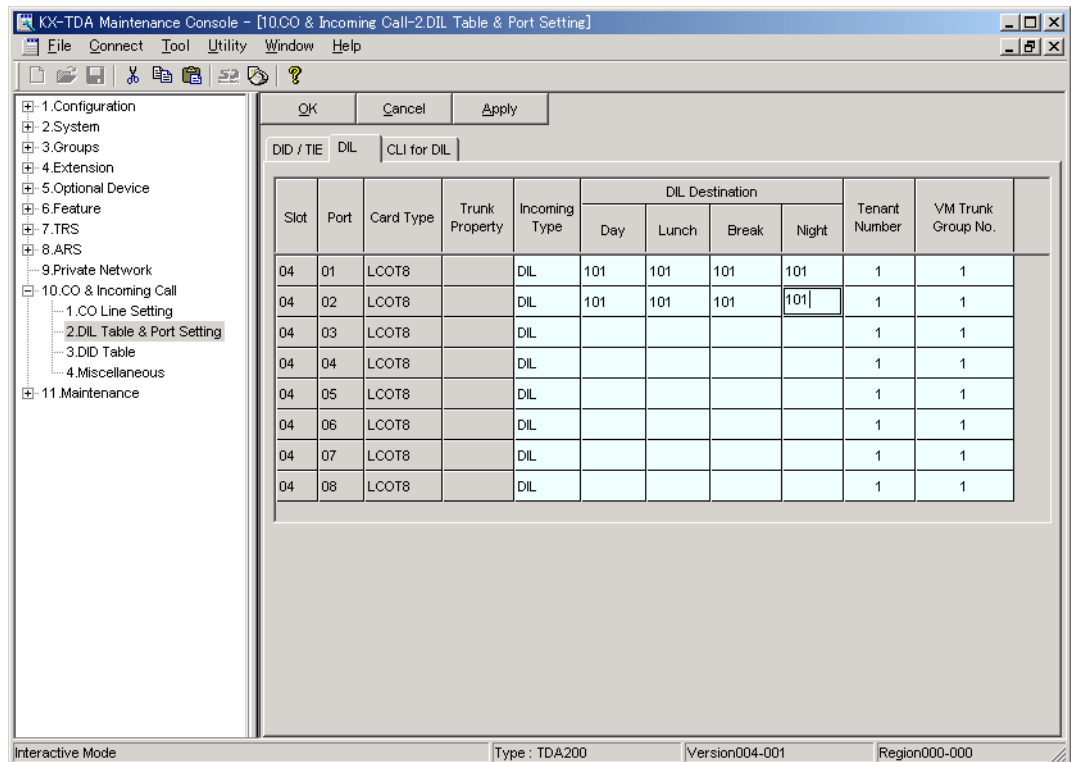 KX-TDA Maintenance Console - [10.CO & Incoming Call-2.DIL Table & Port Setting]
File Connect Tool Utility Window Help
1.Configuration
2.System
3.Groups
4.Extension
5.Optional Device
6.Feature
7.TRS
8.ARS
9.Private Network
10.CO & Incoming Call
1.CO Line Setting
2.DIL Table & Port Setting
3.DID Table
4.Miscellaneous
11.Maintenance
OK Cancel Apply
DID / TIE DIL CLI for DIL
Slot Port Card Type Trunk Property Incoming Type DIL Destination Tenant Number VM Trunk Group No.
Day Lunch Break Night
04 01 LCOT8 DIL 101 101 101 101 1 1
04 02 LCOT8 DIL 101 101 101 101 1 1
04 03 LCOT8 DIL 1 1
04 04 LCOT8 DIL 1 1
04 05 LCOT8 DIL 1 1
04 06 LCOT8 DIL 1 1
04 07 LCOT8 DIL 1 1
04 08 LCOT8 DIL 1 1
Interactive Mode Type : TDA200 Version004-001 Region000-000